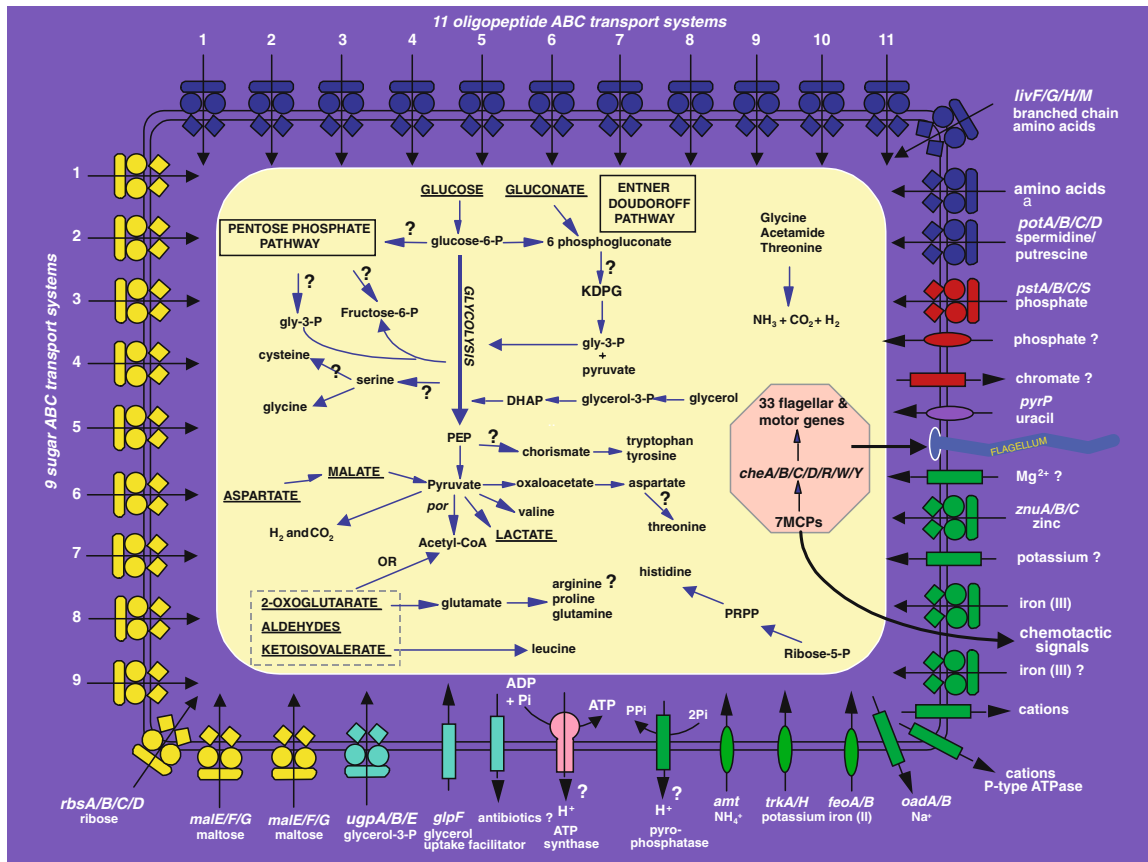 11 oligopeptide ABC transport systems
1 2 3 4 5 6 7 8 9 10 11
livF/G/H/M
branched chain
amino acids
amino acids
a
potA/B/C/D
spermidine/
putrescine
pstA/B/C/S
phosphate
phosphate ?
chromate ?
pyrP
uracil
FLAGELLUM
Mg²⁺ ?
znuA/B/C
zinc
potassium ?
iron (III)
chemotactic
signals
iron (III) ?
cations
cations
P-type ATPase
9 sugar ABC transport systems
1
2
3
4
5
6
7
8
9
GLUCOSE
GLUCONATE
ENTNER
DOUDOROFF
PATHWAY
PENTOSE PHOSPHATE
PATHWAY
?
glucose-6-P
6 phosphogluconate
Glycine
Acetamide
Threonine
NH₃ + CO₂ + H₂
?
?
?
KDPG
gly-3-P
Fructose-6-P
GLYCOLYSIS
gly-3-P
+
pyruvate
cysteine
?
serine
?
glycine
DHAP
glycerol-3-P
glycerol
33 flagellar &
motor genes
cheA/B/C/D/R/W/Y
7MCPs
PEP
?
chorismate
tryptophan
tyrosine
MALATE
ASPARTATE
Pyruvate
oxaloacetate
aspartate
?
threonine
por
valine
H₂ and CO₂
LACTATE
Acetyl-CoA
OR
histidine
2-OXOGLUTARATE
ALDEHYDES
KETOISOVALERATE
glutamate
arginine ?
proline
glutamine
leucine
PRPP
Ribose-5-P
ADP
+ Pi
ATP
PPi
2Pi
rbsA/B/C/D
ribose
malE/F/G
maltose
malE/F/G
maltose
ugpA/B/E
glycerol-3-P
glpF
glycerol
uptake facilitator
antibiotics ?
?
H⁺
ATP
synthase
?
H⁺
pyro-
phosphatase
amt
NH₄⁺
trkA/H
potassium
feoA/B
iron (II)
oadA/B
Na⁺